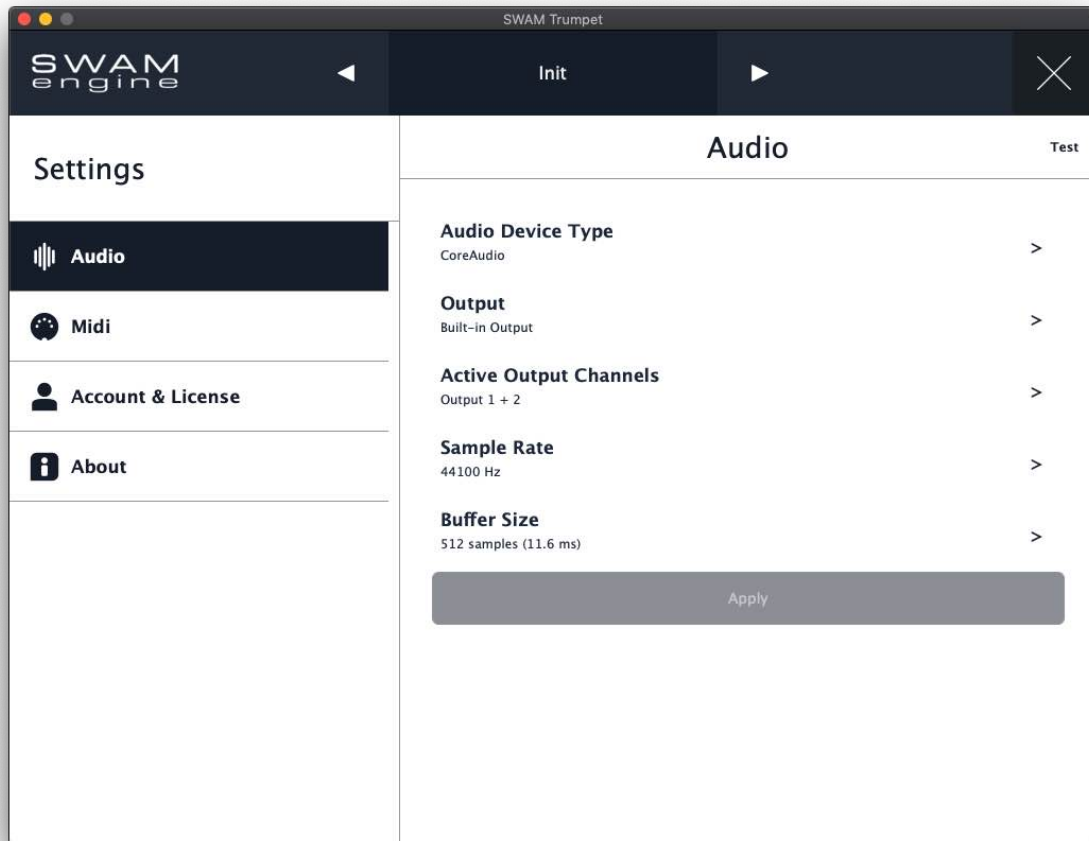 SWAM Trumpet
SWAM
engine
Init
Settings
Audio
Midi
Account & License
About
Audio
Test
Audio Device Type
CoreAudio
Output
Built-in Output
Active Output Channels
Output 1 + 2
Sample Rate
44100 Hz
Buffer Size
512 samples (11.6 ms)
Apply